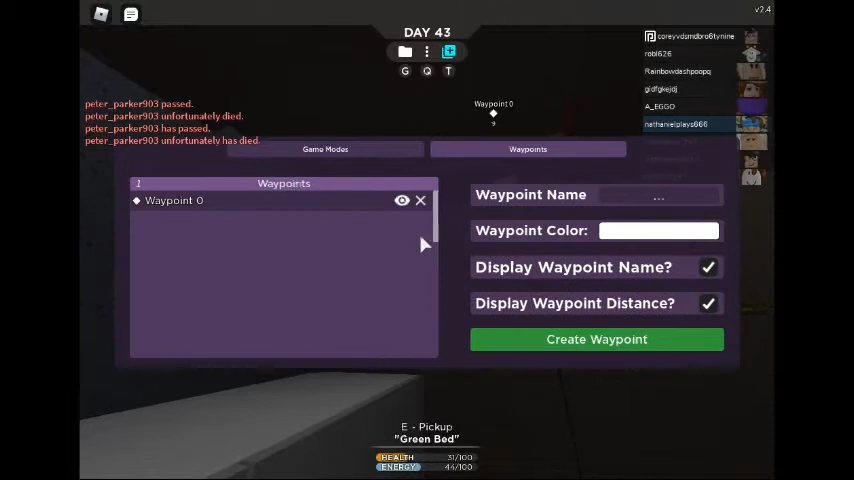 v2.4
DAY 43
G Q T
coreyvdsmdbro6tynine
robl626
Rainbowdashpoopq
gidfgkejdj
A_EGGO
nathanielplays666
peter_parker903 passed.
peter_parker903 unfortunately died.
peter_parker903 has passed.
peter_parker903 unfortunately has died.
Waypoint 0
9
Game Modes
Waypoints
1 Waypoints
Waypoint 0
Waypoint Name ...
Waypoint Color:
Display Waypoint Name?
Display Waypoint Distance?
Create Waypoint
E - Pickup
"Green Bed"
HEALTH 31/100
ENERGY 44/100